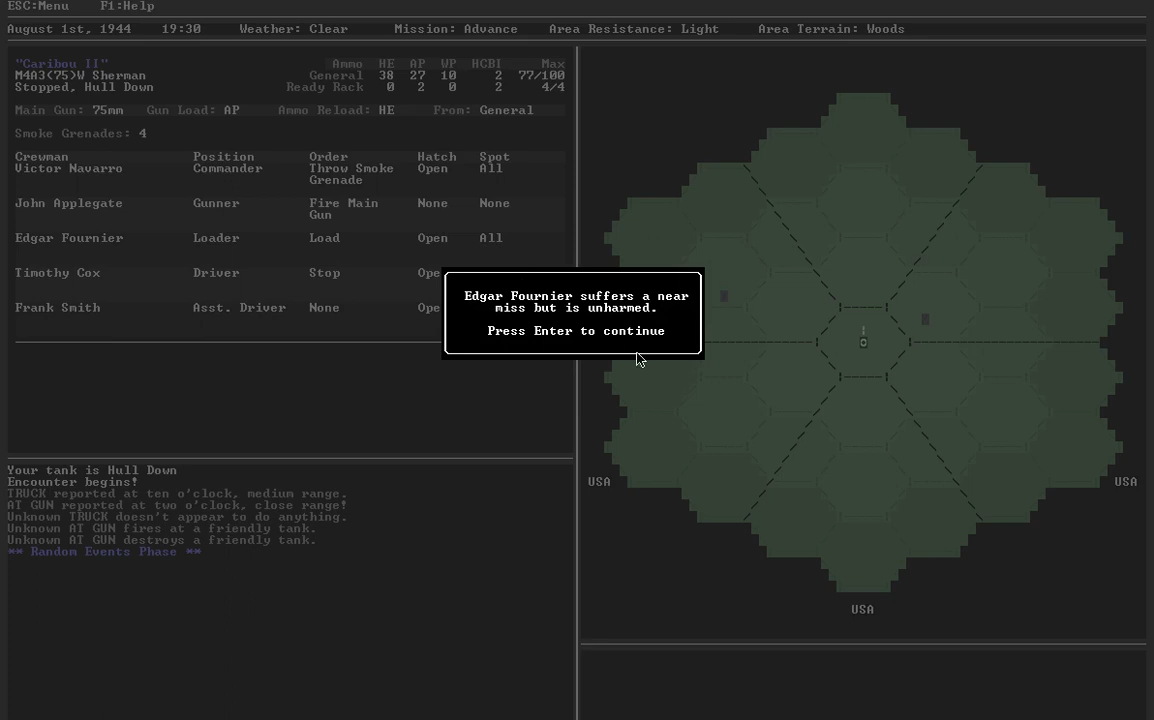 ESC:Menu F1:Help
August 1st, 1944 19:30 Weather: Clear Mission: Advance Area Resistance: Light Area Terrain: Woods
"Caribou II" Ammo HE AP WP HCBI Max
M4A3(75)W Sherman General 38 27 10 2 77/100
Stopped, Hull Down Ready Rack 0 2 0 2 4/4
Main Gun: 75mm Gun Load: AP Ammo Reload: HE From: General
Smoke Grenades: 4
Crewman Position Order Hatch Spot
Victor Navarro Commander Throw Smoke Open All
Grenade
John Applegate Gunner Fire Main None None
Gun
Edgar Fournier Loader Load Open All
Timothy Cox Driver Stop Ope
Frank Smith Asst. Driver None Ope
Edgar Fournier suffers a near
miss but is unharmed.
Press Enter to continue
Your tank is Hull Down
Encounter begins!
TRUCK reported at ten o'clock, medium range.
AT GUN reported at two o'clock, close range!
Unknown TRUCK doesn't appear to do anything.
Unknown AT GUN fires at a friendly tank.
Unknown AT GUN destroys a friendly tank.
** Random Events Phase **
USA
USA
USA